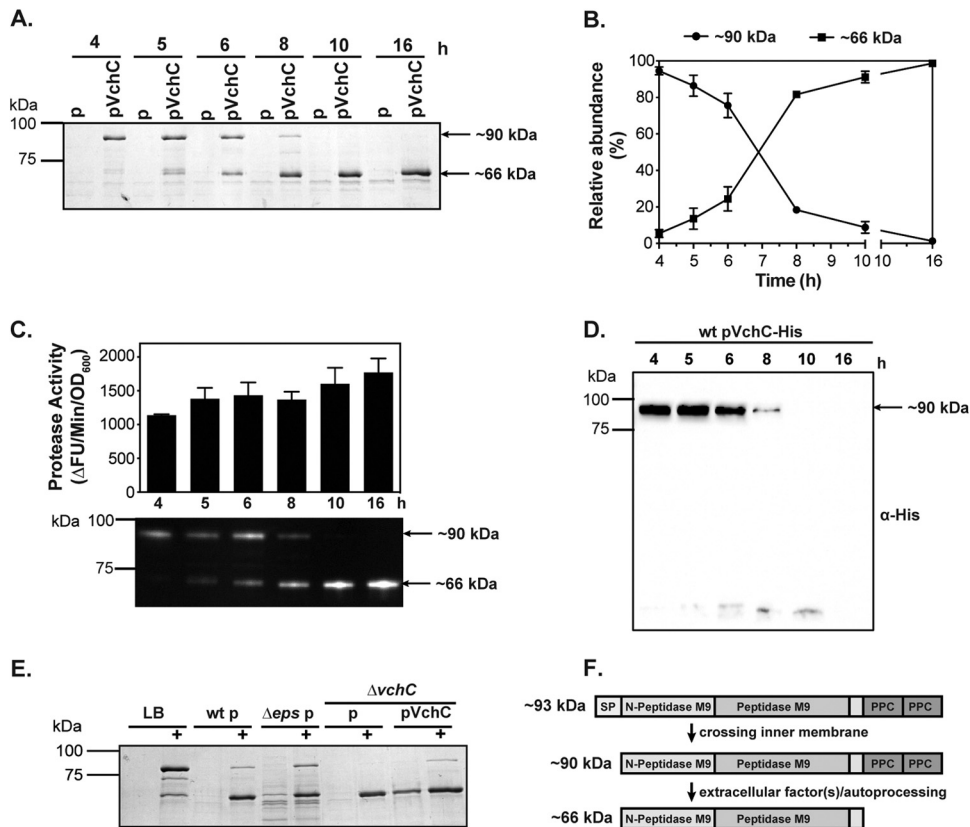 A.
4 5 6 8 10 16 h
p pVchC p pVchC p pVchC p pVchC p pVchC p pVchC
kDa
100
75
~90 kDa
~66 kDa
B.
~90 kDa ~66 kDa
Relative abundance
(%)
100
80
60
40
20
0
4 5 6 7 8 9 10 10 16
Time (h)
C.
Protease Activity
(ΔFU/Min/OD600)
2000
1500
1000
500
0
4 5 6 8 10 16 h
kDa
100
75
~90 kDa
~66 kDa
D.
wt pVchC-His
4 5 6 8 10 16 h
kDa
100
75
~90 kDa
α-His
E.
ΔvchC
LB wt p Δeps p p pVchC
+ + + + +
kDa
100
75
F.
~93 kDa SP N-Peptidase M9 Peptidase M9 PPC PPC
crossing inner membrane
~90 kDa N-Peptidase M9 Peptidase M9 PPC PPC
extracellular factor(s)/autoprocessing
~66 kDa N-Peptidase M9 Peptidase M9